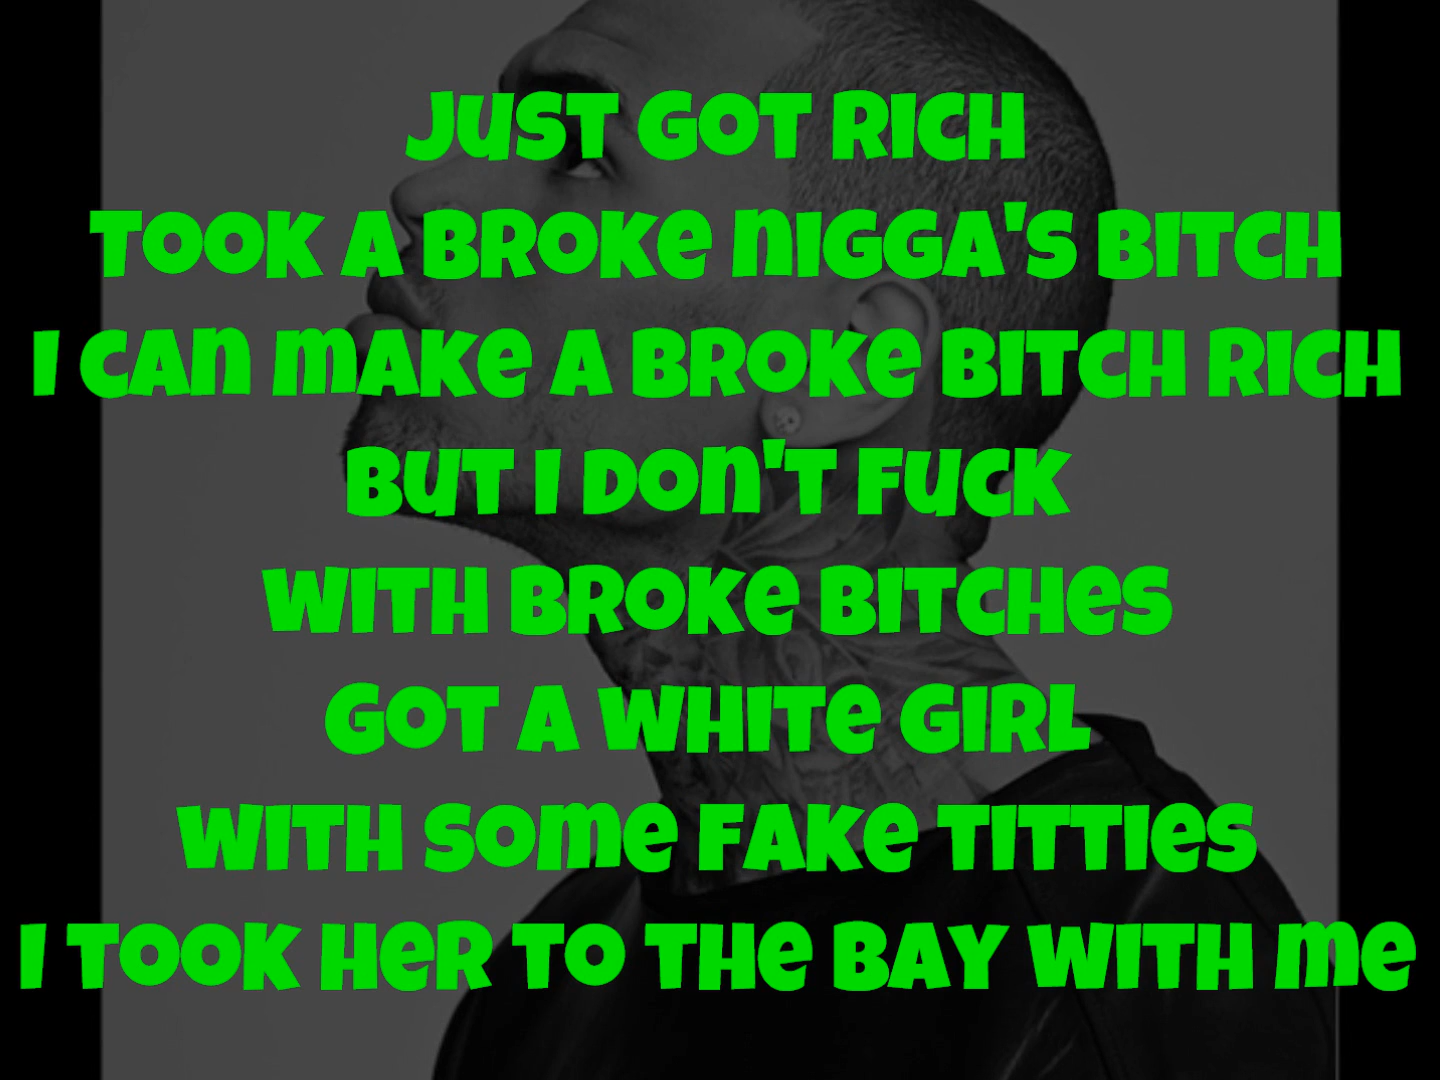 JUST GOT RICH
TOOK A BROKE NIGGA'S BITCH
I CAN MAKE A BROKE BITCH RICH
BUT I DON'T FUCK
WITH BROKE BITCHES
GOT A WHITE GIRL
WITH SOME FAKE TITTIES
I TOOK HER TO THE BAY WITH ME